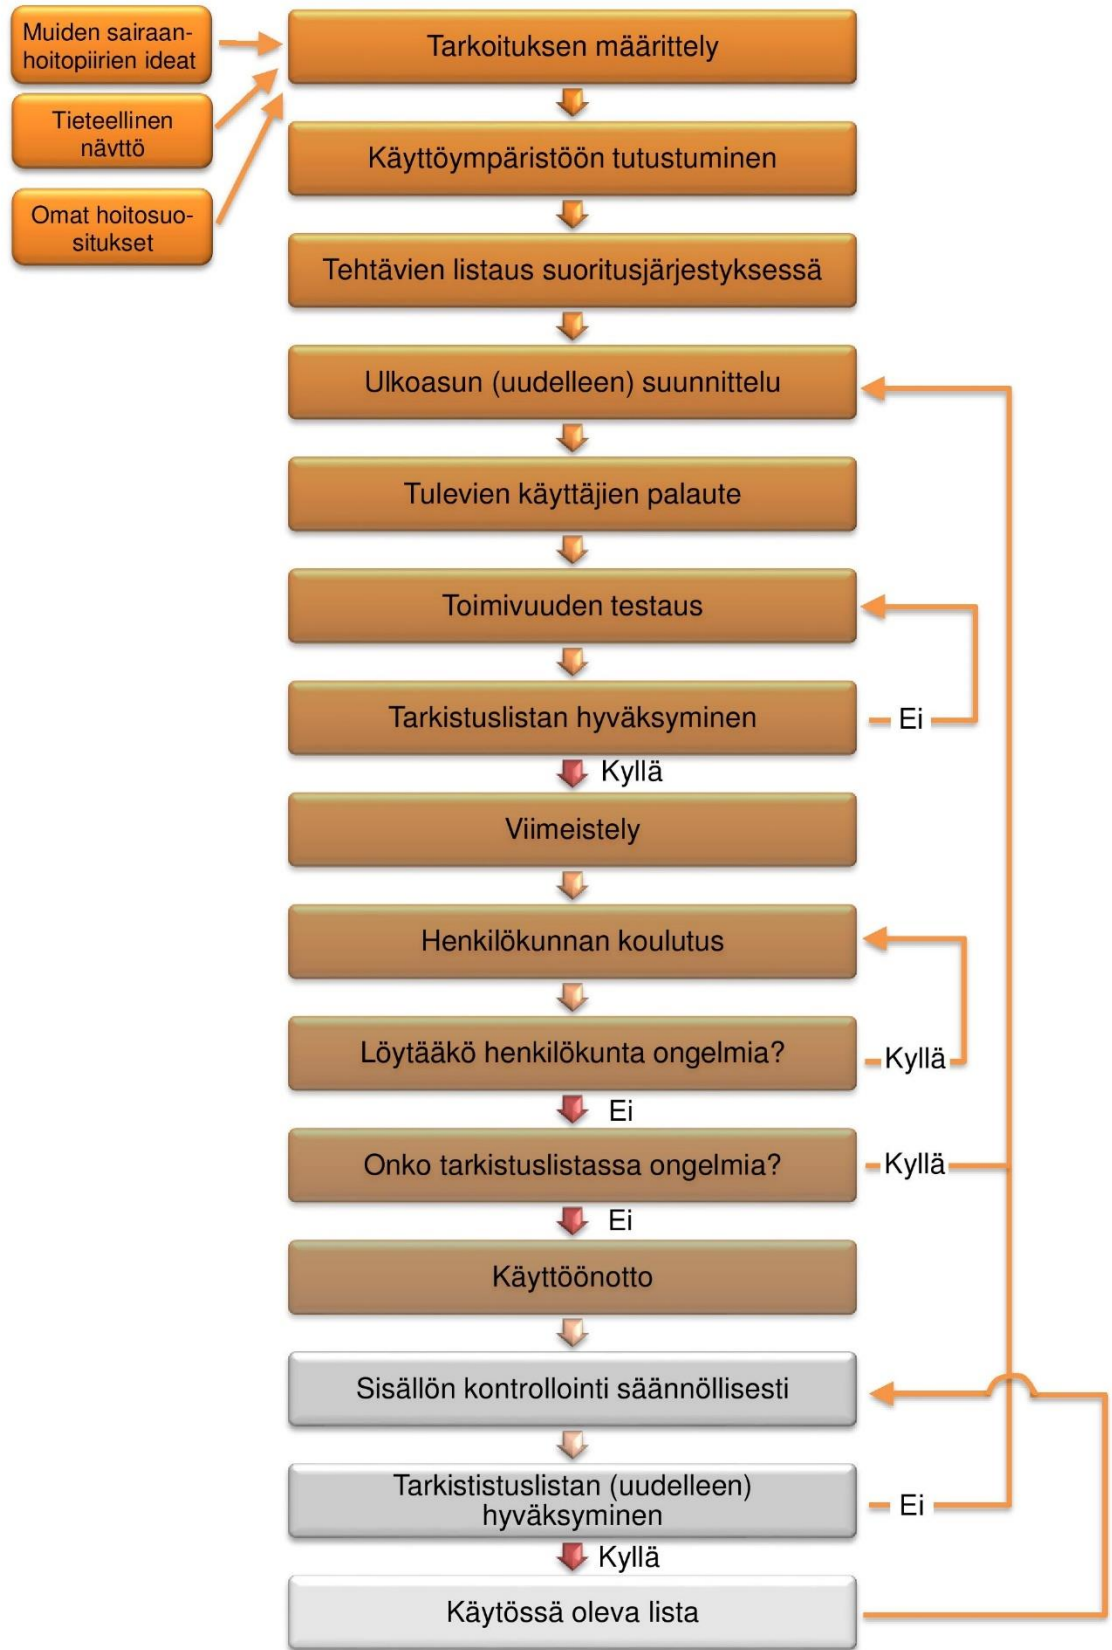 Muiden sairaan-
hoitopiirien ideat
Tieteellinen
nävttö
Omat hoitosuo-
situkset
Tarkoituksen määrittely
Käyttöympäristöön tutustuminen
Tehtävien listaus suoritusjärjestyksessä
Ulkoasun (uudelleen) suunnittelu
Tulevien käyttäjien palaute
Toimivuuden testaus
Tarkistuslistan hyväksyminen
Ei
Kyllä
Viimeistely
Henkilökunnan koulutus
Löytääkö henkilökunta ongelmia?
Kyllä
Ei
Onko tarkistuslistassa ongelmia?
Kyllä
Ei
Käyttöönotto
Sisällön kontrollointi säännöllisesti
Tarkististuslistan (uudelleen)
hyväksyminen
Ei
Kyllä
Käytössä oleva lista